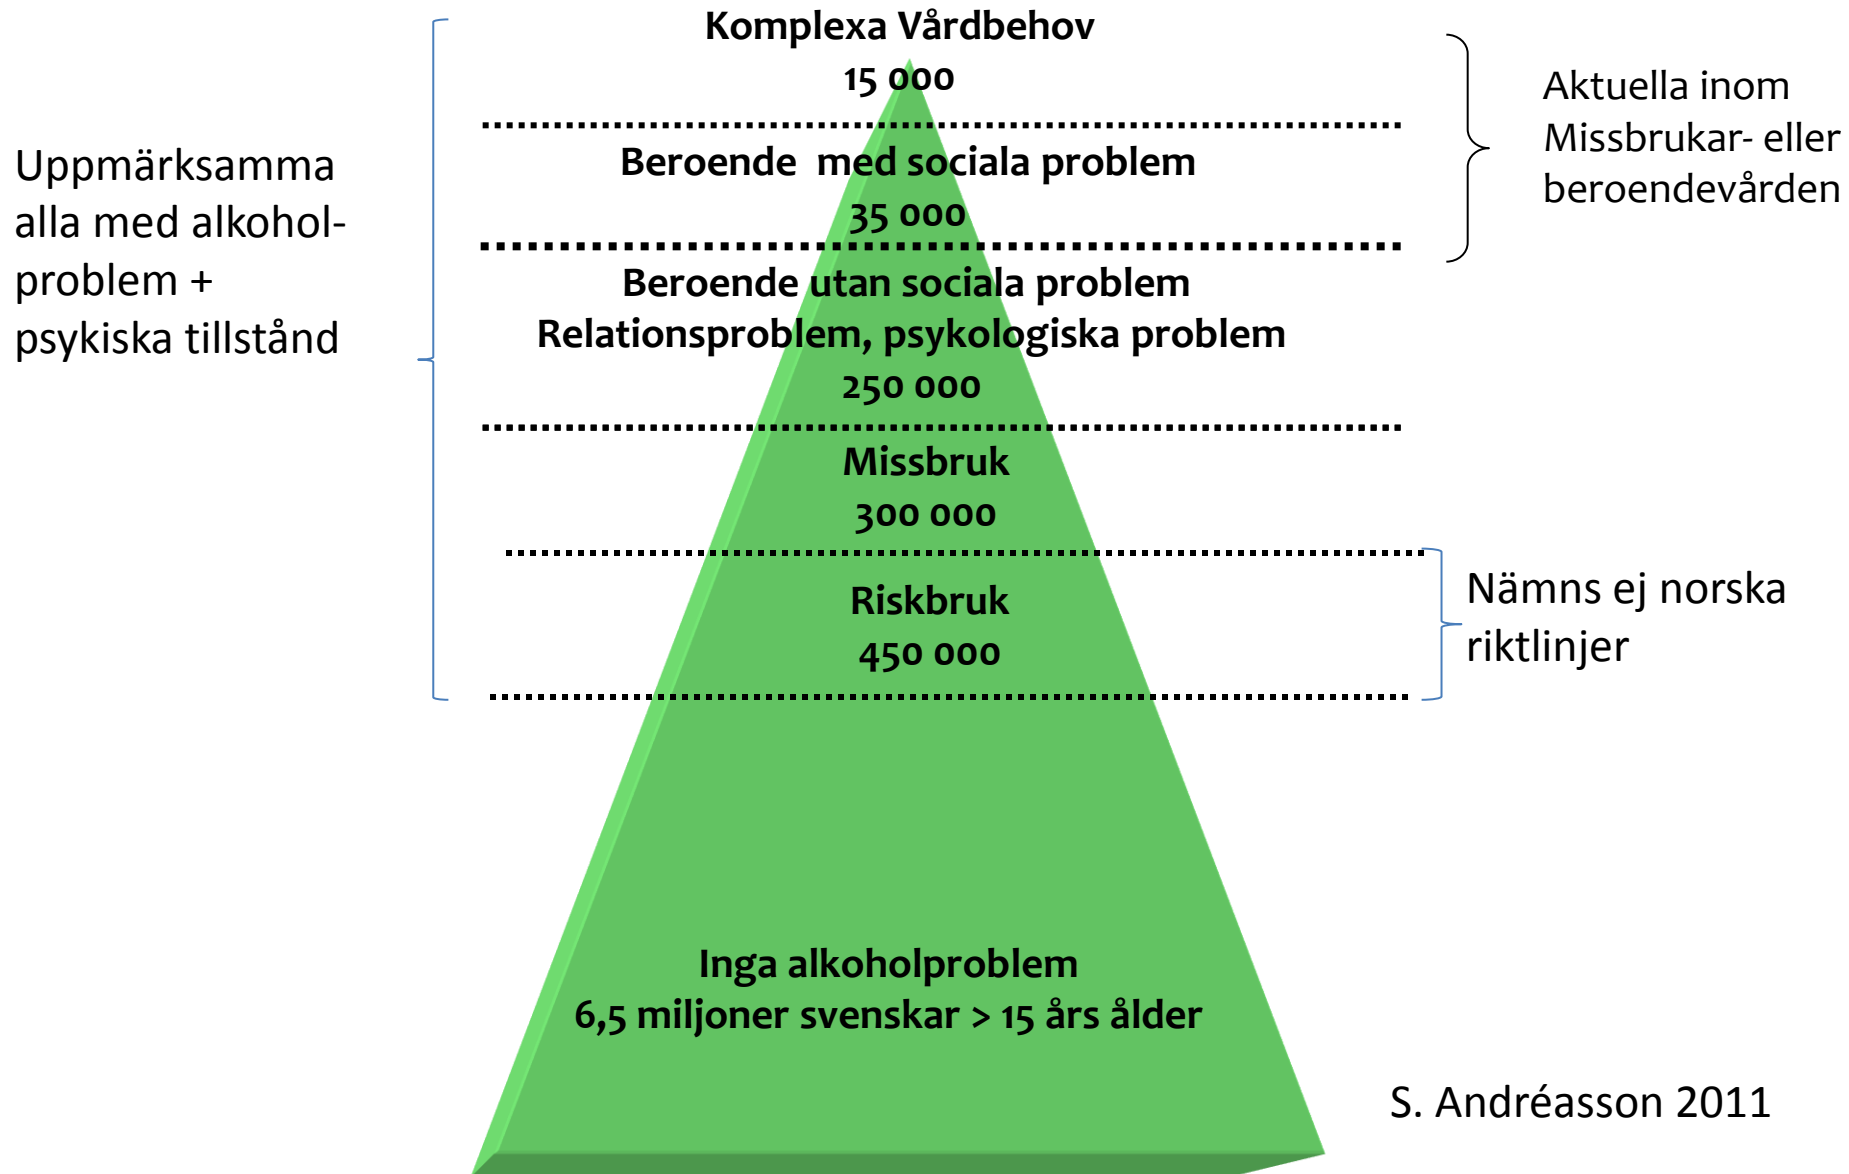 Komplexa Vårdbehov
15 000
Beroende med sociala problem
35 000
Beroende utan sociala problem
Relationsproblem, psykologiska problem
250 000
Missbruk
300 000
Riskbruk
450 000
Inga alkoholproblem
6,5 miljoner svenskar > 15 års ålder
Uppmärksamma
alla med alkohol-
problem +
psykiska tillstånd
Aktuella inom
Missbrukar- eller
beroendevården
Nämns ej norska
riktlinjer
S. Andréasson 2011